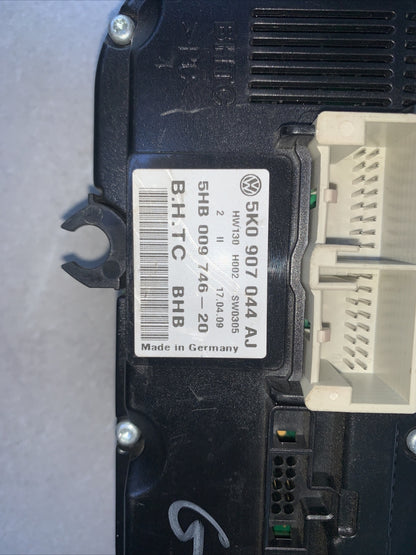 5K0 907 044 AJ
HW130 H002 SW0305
2 II 17.04.09
5HB 009 746-20
B.H.TC BHB
Made in Germany
BHTC